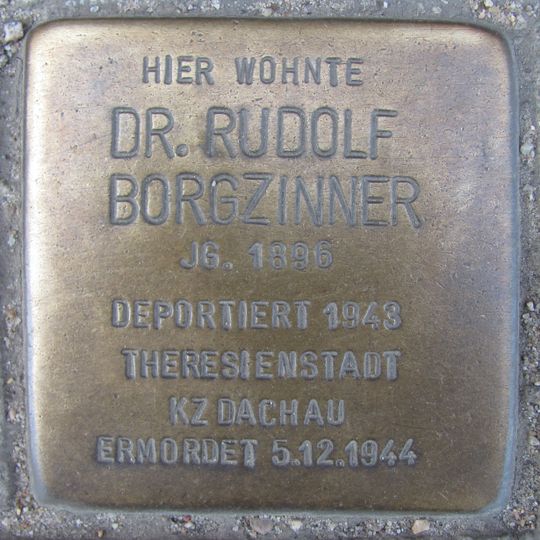 HIER WOHNTE
DR. RUDOLF
BORGZINNER
JG. 1896
DEPORTIERT 1943
THERESIENSTADT
KZ DACHAU
ERMORDET 5.12.1944